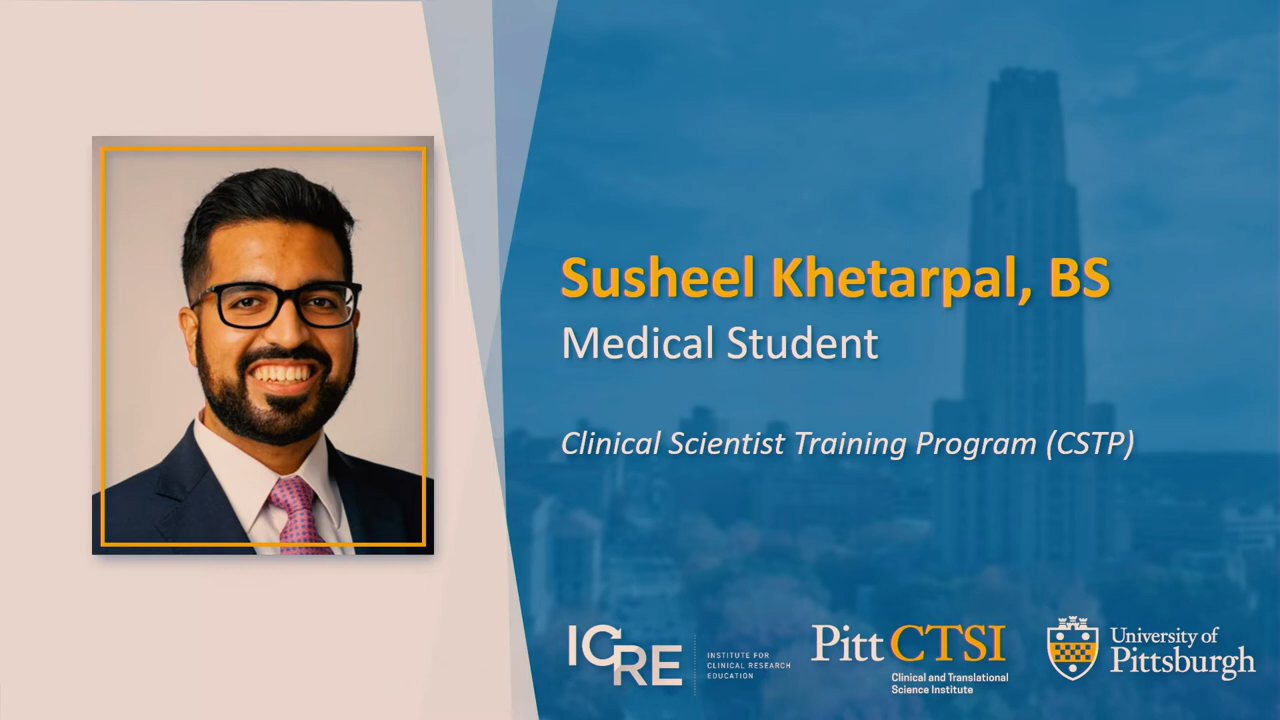 Susheel Khetarpal, BS
Medical Student
Clinical Scientist Training Program (CSTP)
ICRE
INSTITUTE FOR
CLINICAL RESEARCH
EDUCATION
Pitt CTSI
Clinical and Translational
Science Institute
University of
Pittsburgh